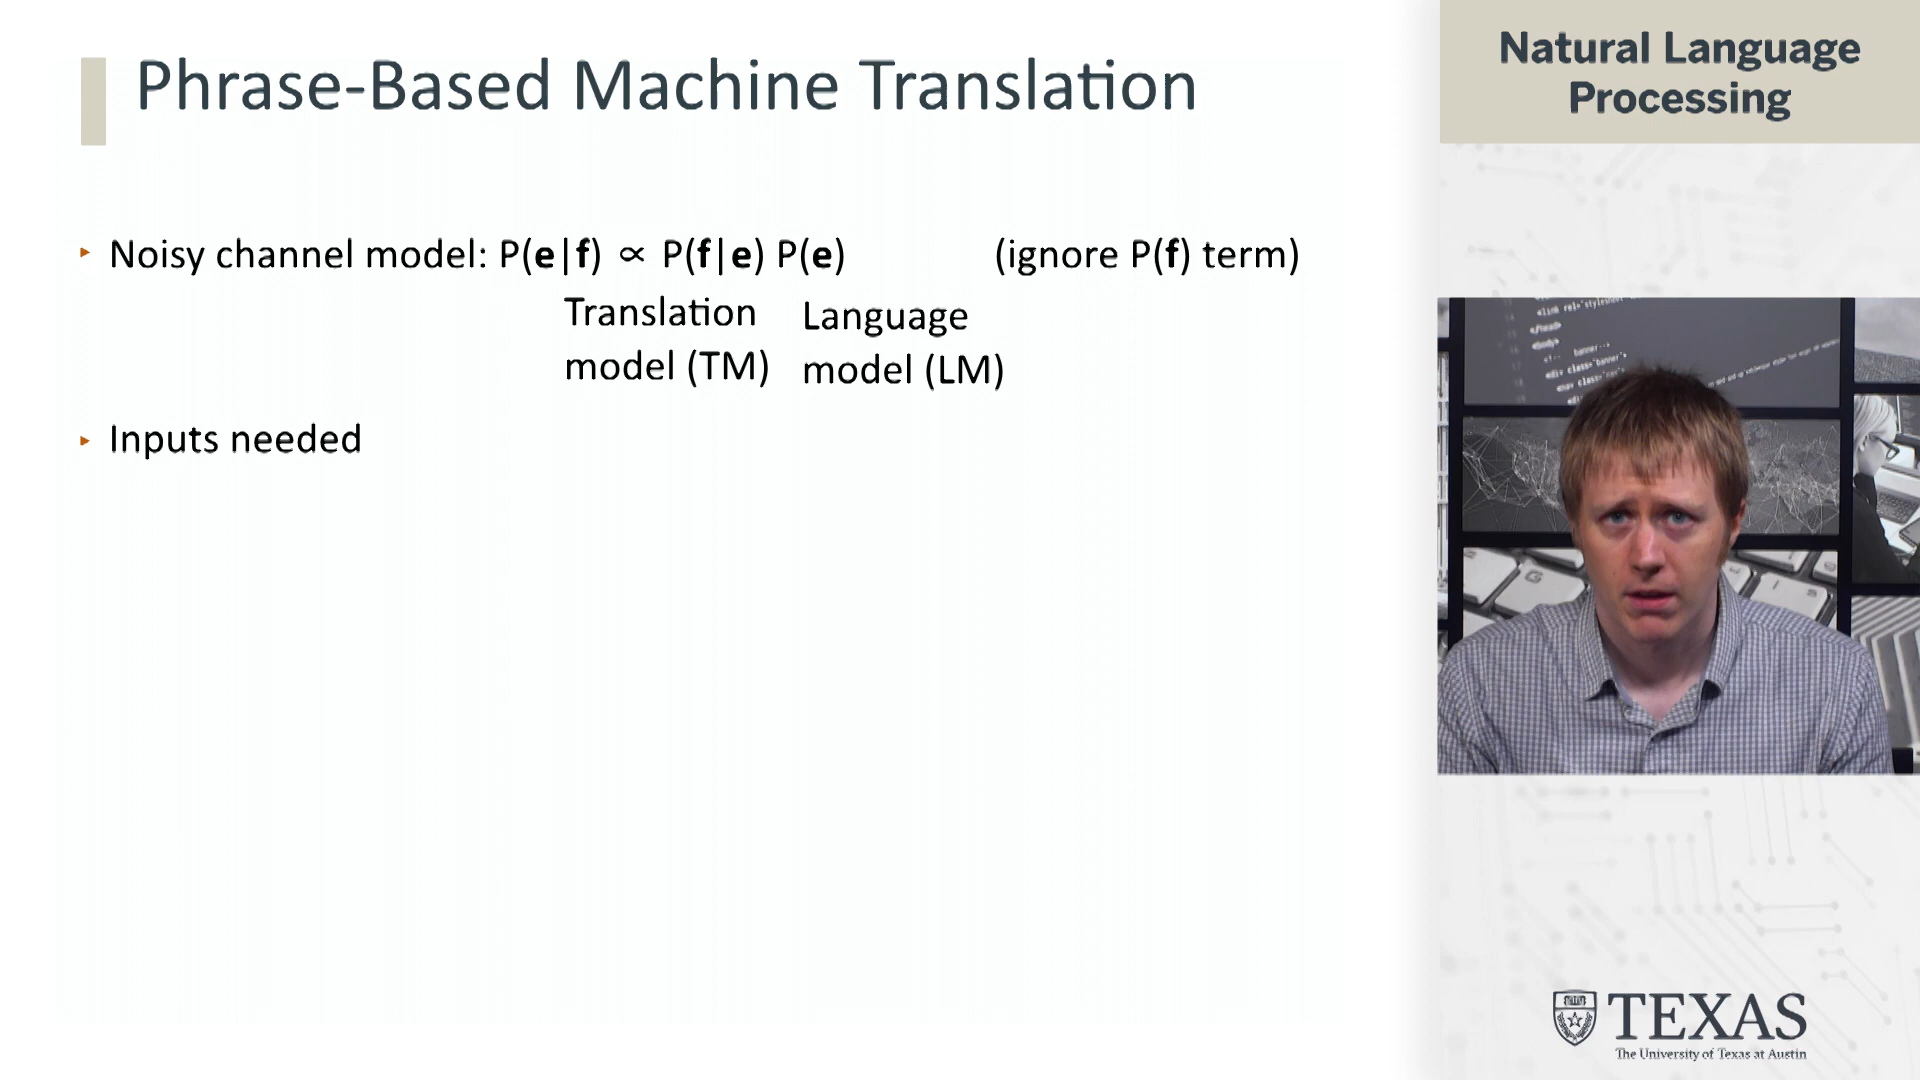 Phrase-Based Machine Translation
Natural Language
Processing
‣ Noisy channel model: P(e|f) ∝ P(f|e) P(e) (ignore P(f) term)
Translation
model (TM)
Language
model (LM)
‣ Inputs needed
TEXAS
The University of Texas at Austin